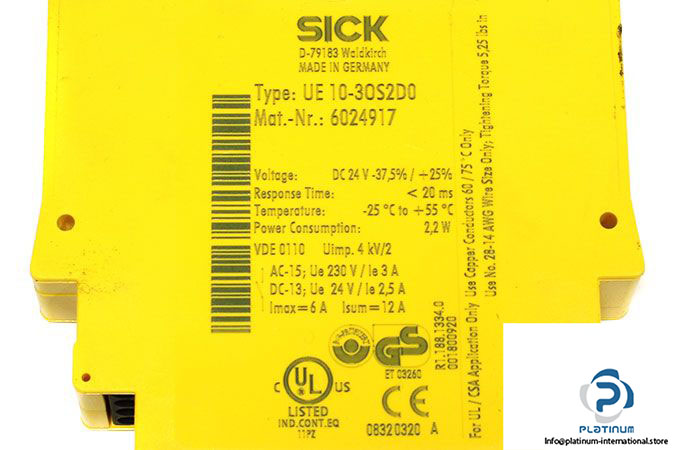 SICK
D-79183 Waldkirch
MADE IN GERMANY
Type: UE 10-3OS2D0
Mat.-Nr.: 6024917
Voltage: DC 24 V -37,5% / +25%
Response Time: < 20 ms
Temperature: -25 °C to +55 °C
Power Consumption: 2,2 W
VDE 0110 Uimp. 4 kV/2
AC-15; Ue 230 V / Ie 3 A
DC-13; Ue 24 V / Ie 2,5 A
Imax= 6 A Isum= 12 A
GS
ET 03260
C UL US
LISTED
IND.CONT.EQ
11PZ
CE
08320320 A
R1.188.1334.0
001800920
For UL / CSA Application Only Use Copper Conductors 60 / 75 °C Only
Use No. 28-14 AWG Wire Size Only; Tightening Torque 5,25 lbs in
PLATINUM
Info@platinum-international.store